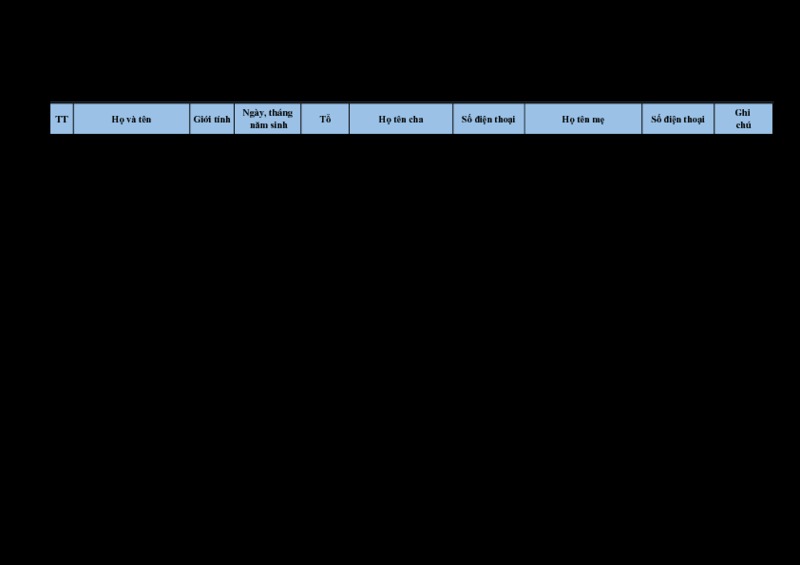 TT Họ và tên Giới tính Ngày, tháng năm sinh Tổ Họ tên cha Số điện thoại Họ tên mẹ Số điện thoại Ghi chú